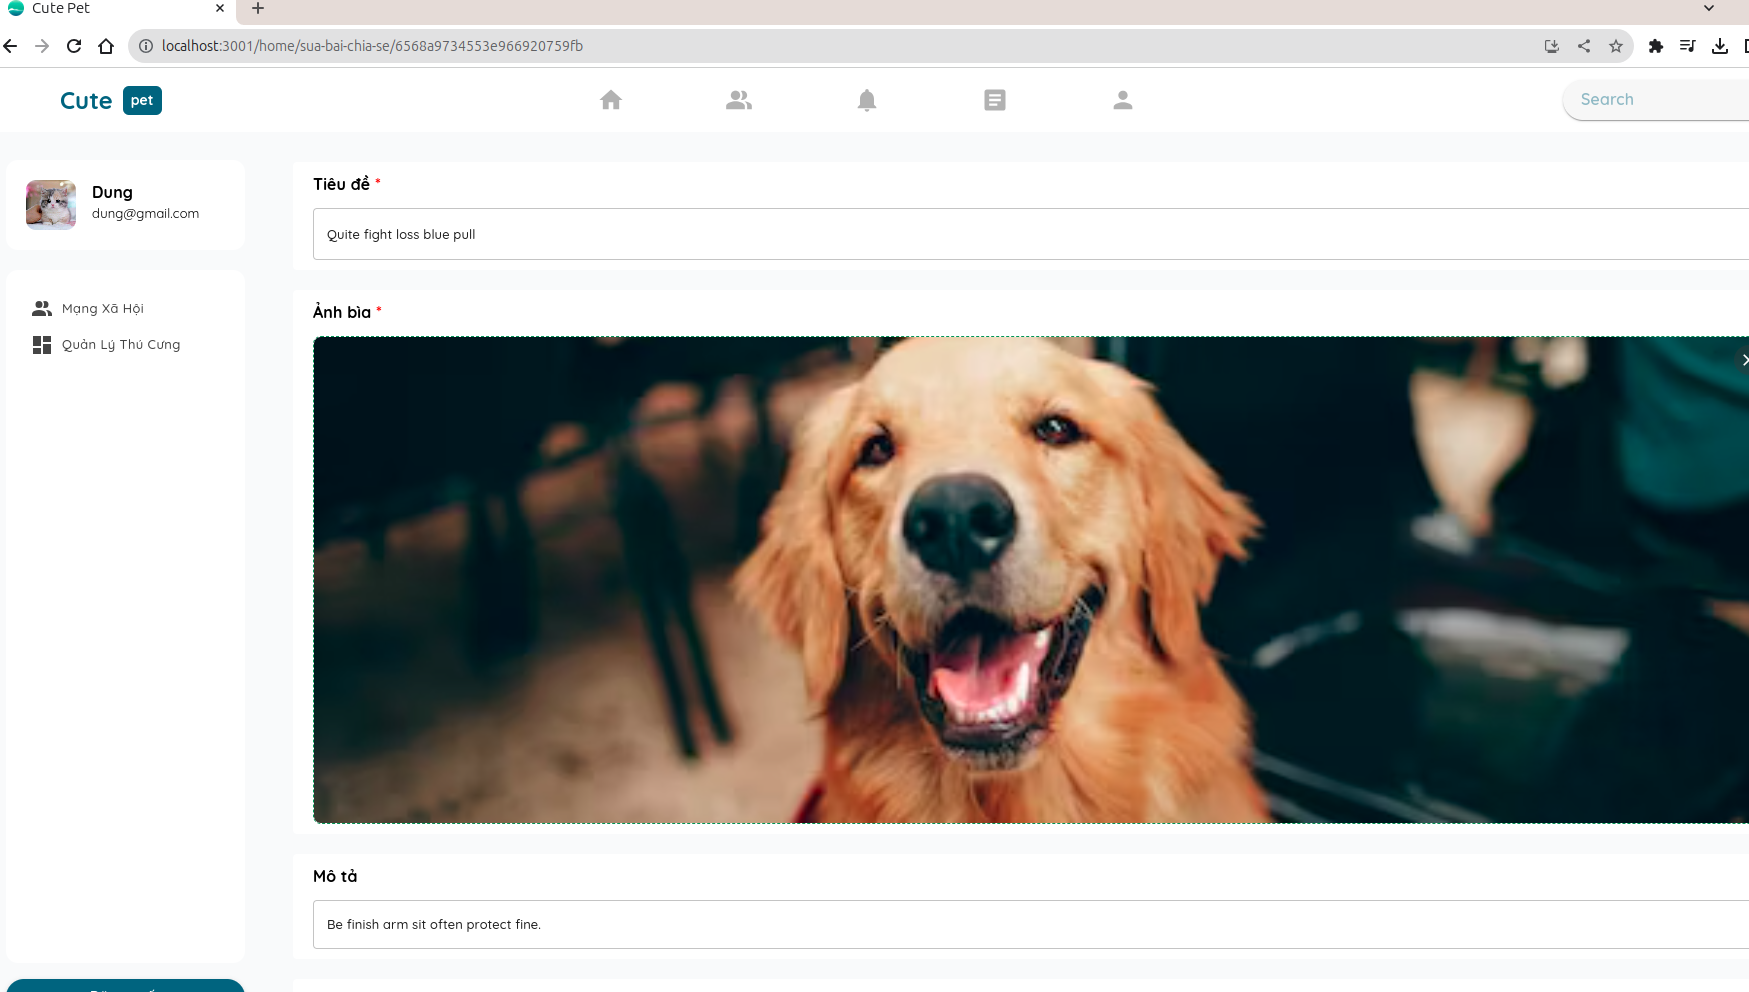 Cute Pet
localhost:3001/home/sua-bai-chia-se/6568a9734553e966920759fb
Cute pet
Search
Dung
dung@gmail.com
Mạng Xã Hội
Quản Lý Thú Cưng
Tiêu đề *
Quite fight loss blue pull
Ảnh bìa *
Mô tả
Be finish arm sit often protect fine.